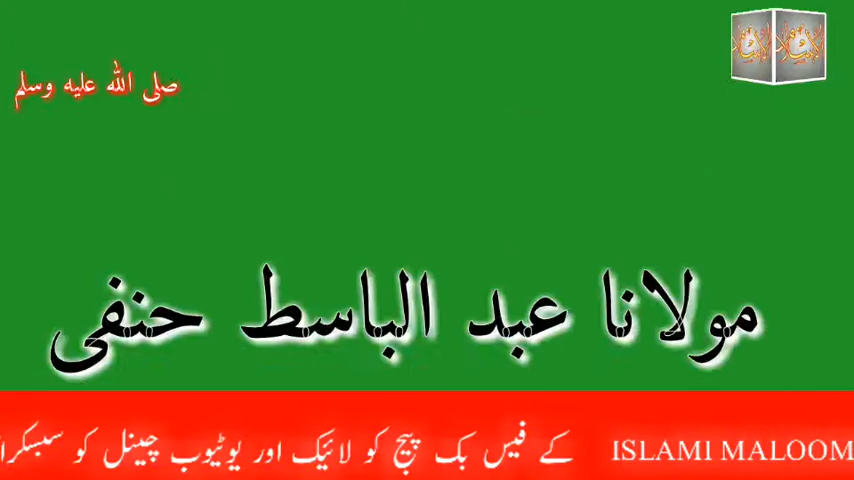 صلی اللہ علیہ وسلم
مولانا عبد الباسط حنفی
ISLAMI MALOOM کے فیس بک پیج کو لائیک اور یوٹیوب چینل کو سبسکرا